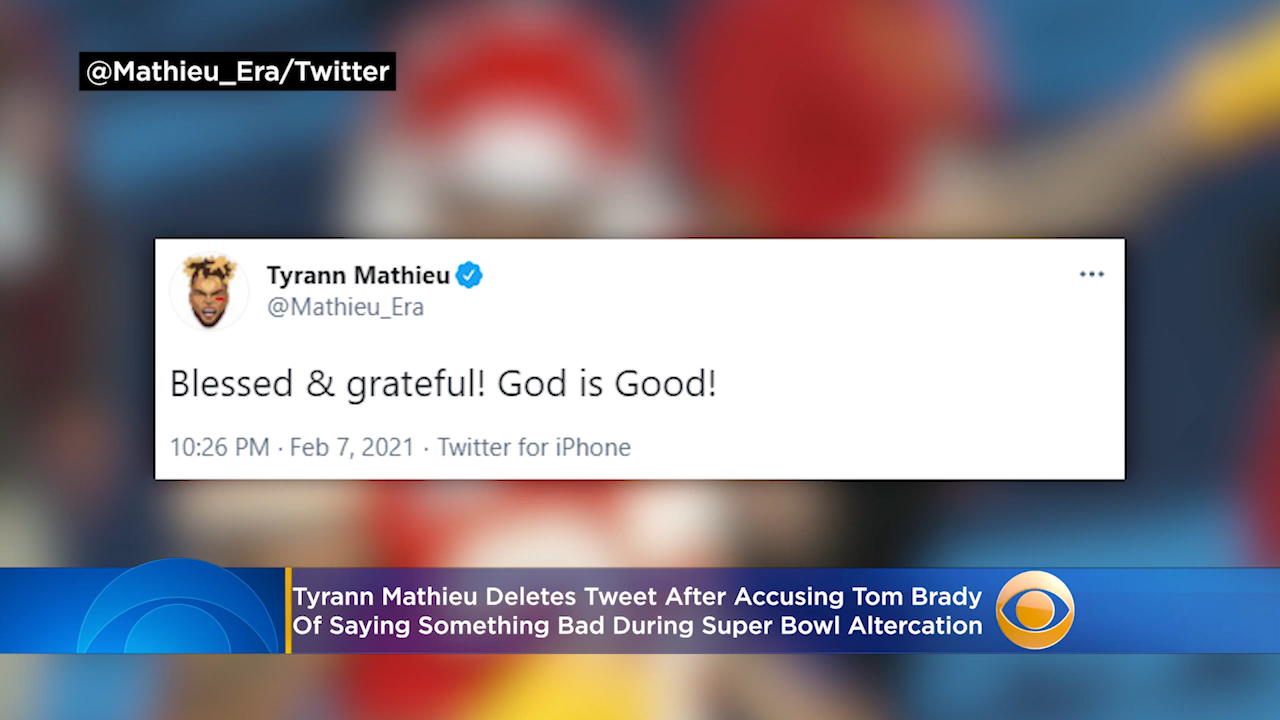 @Mathieu_Era/Twitter
Tyrann Mathieu
@Mathieu_Era
Blessed & grateful! God is Good!
10:26 PM · Feb 7, 2021 · Twitter for iPhone
Tyrann Mathieu Deletes Tweet After Accusing Tom Brady
Of Saying Something Bad During Super Bowl Altercation